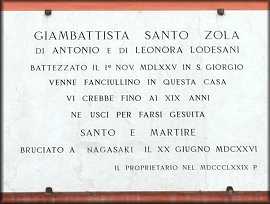 GIAMBATTISTA SANTO ZOLA
DI ANTONIO E DI LEONORA LODESANI
BATTEZZATO IL 1º NOV. MDLXXV IN S. GIORGIO
VENNE FANCIULLINO IN QUESTA CASA
VI CREBBE FINO AI XIX ANNI
NE USCÌ PER FARSI GESUITA
SANTO E MARTIRE
BRUCIATO A NAGASAKI IL XX GIUGNO MDCXXVI
IL PROPRIETARIO NEL MDCCCLXXIX P.